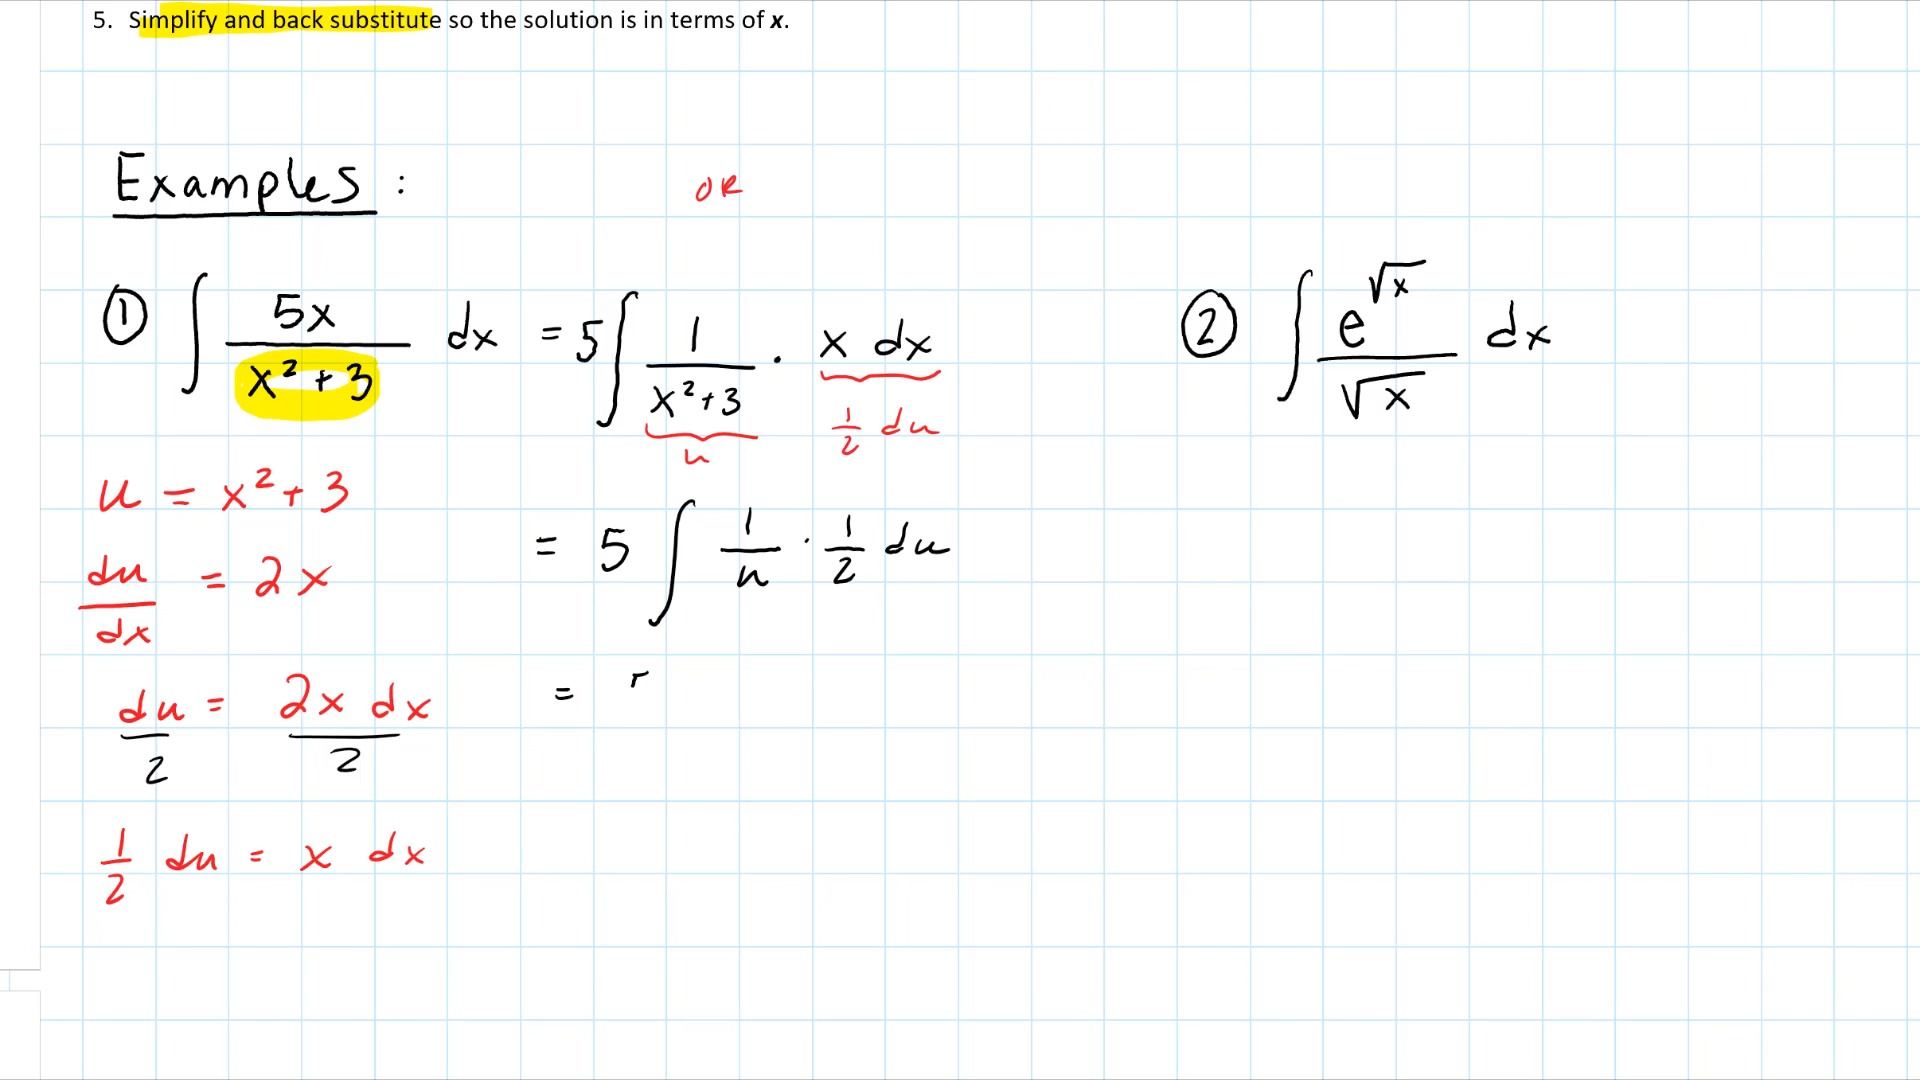 5. Simplify and back substitute so the solution is in terms of x.
Examples :
OR
① ∫ 5x / (x² + 3) dx = 5 ∫ 1 / (x² + 3) · x dx
u
1/2 du
u = x² + 3
du/dx = 2x
du/2 = 2x dx/2
1/2 du = x dx
= 5 ∫ 1/u · 1/2 du
=
② ∫ e^√x / √x dx